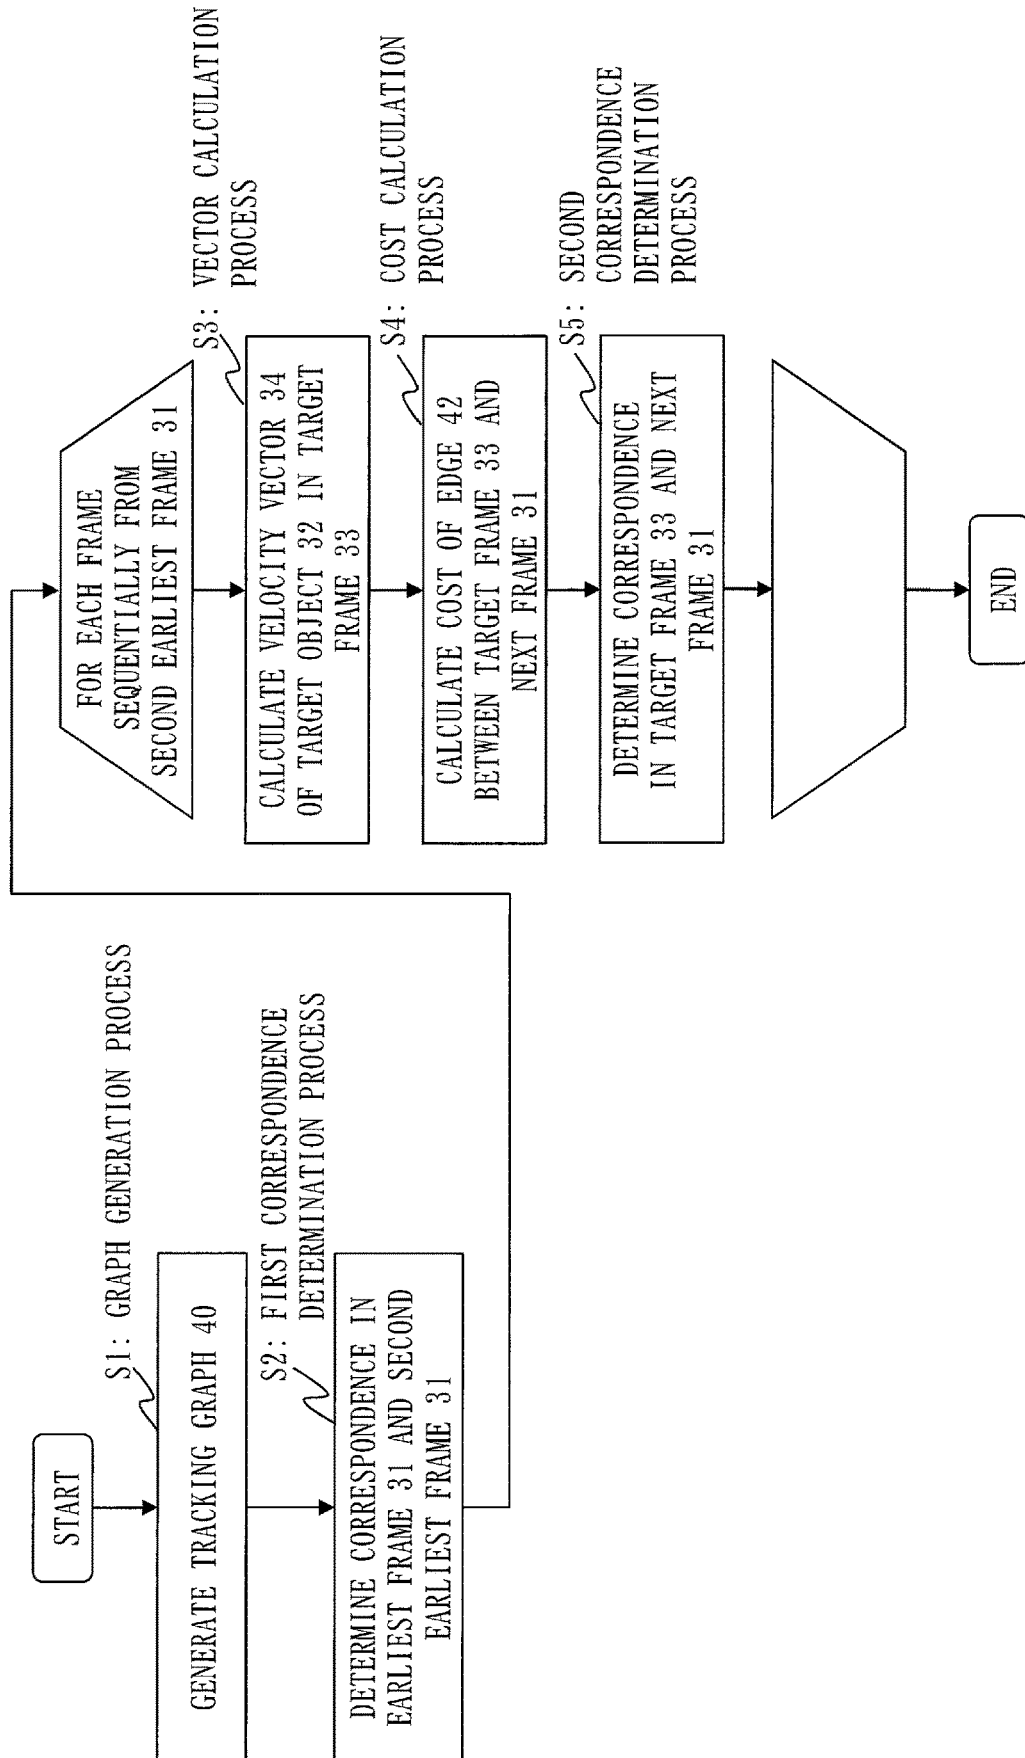 START
S1: GRAPH GENERATION PROCESS
GENERATE TRACKING GRAPH 40
S2: FIRST CORRESPONDENCE
DETERMINATION PROCESS
DETERMINE CORRESPONDENCE IN
EARLIEST FRAME 31 AND SECOND
EARLIEST FRAME 31
FOR EACH FRAME
SEQUENTIALLY FROM
SECOND EARLIEST FRAME 31
S3: VECTOR CALCULATION
PROCESS
CALCULATE VELOCITY VECTOR 34
OF TARGET OBJECT 32 IN TARGET
FRAME 33
S4: COST CALCULATION
PROCESS
CALCULATE COST OF EDGE 42
BETWEEN TARGET FRAME 33 AND
NEXT FRAME 31
S5: SECOND
CORRESPONDENCE
DETERMINATION
PROCESS
DETERMINE CORRESPONDENCE
IN TARGET FRAME 33 AND NEXT
FRAME 31
END